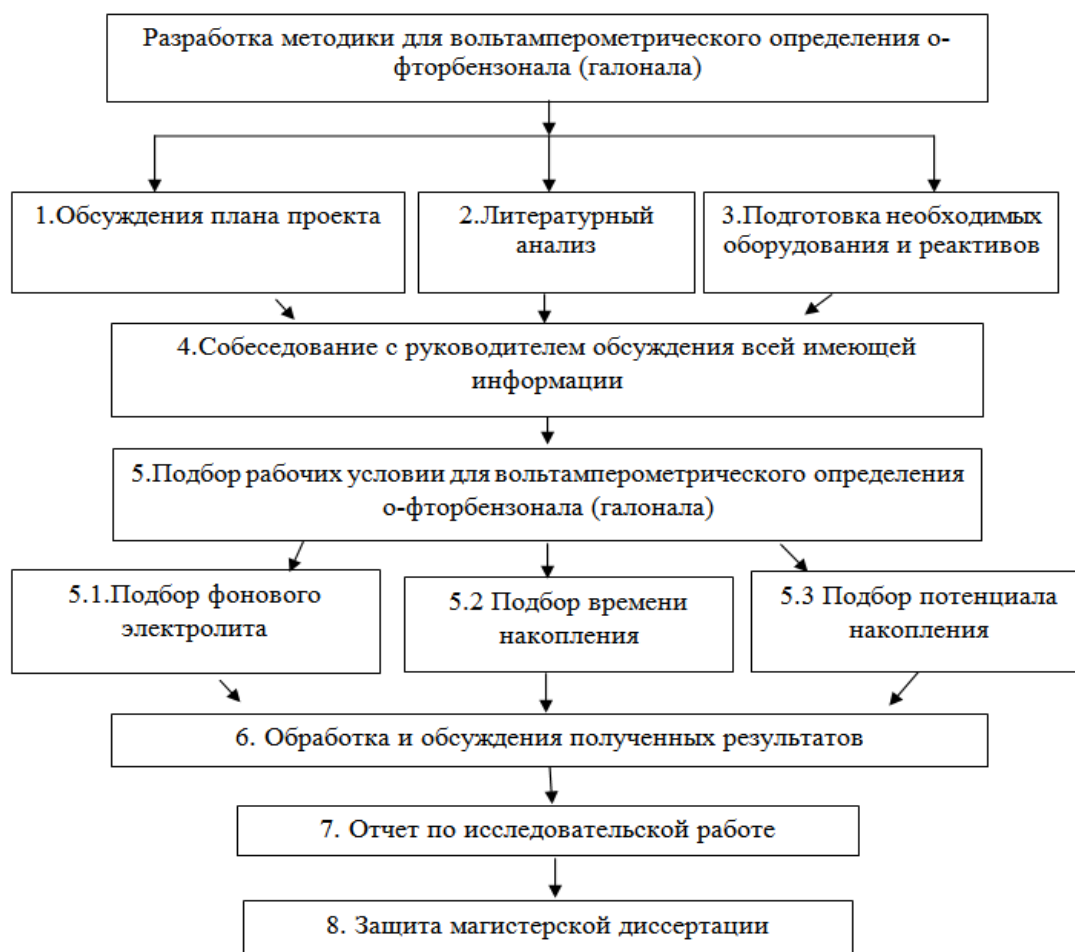 Разработка методики для вольтамперометрического определения о-
фторбензонала (галонала)
1.Обсуждения плана проекта
2.Литературный
анализ
3.Подготовка необходимых
оборудования и реактивов
4.Собеседование с руководителем обсуждения всей имеющей
информации
5.Подбор рабочих условии для вольтамперометрического определения
о-фторбензонала (галонала)
5.1.Подбор фонового
электролита
5.2 Подбор времени
накопления
5.3 Подбор потенциала
накопления
6. Обработка и обсуждения полученных результатов
7. Отчет по исследовательской работе
8. Защита магистерской диссертации